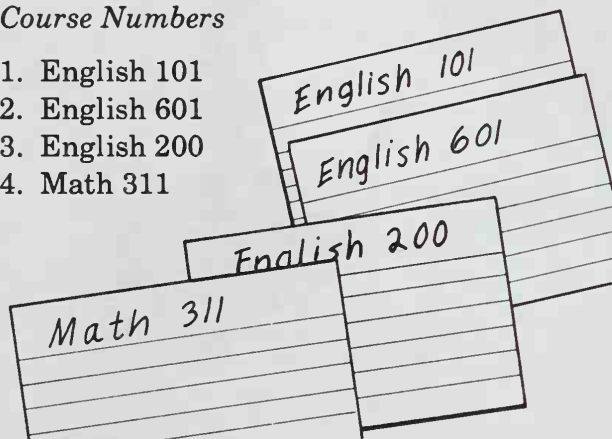 Course Numbers
1. English 101
2. English 601
3. English 200
4. Math 311
English 101
English 601
English 200
Math 311